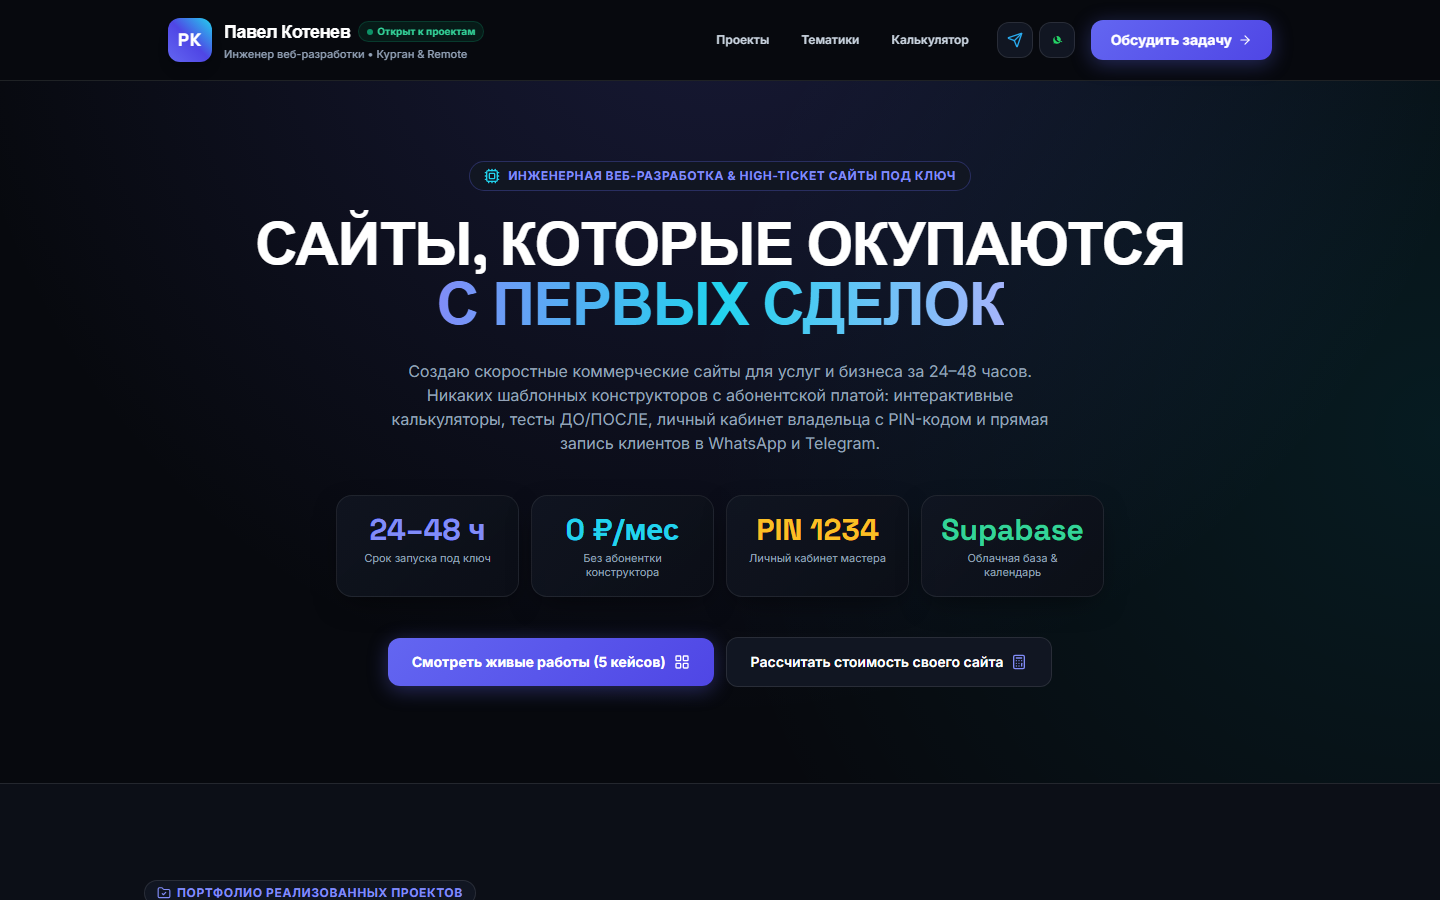 РК
Павел Котенев
Открыт к проектам
Инженер веб-разработки • Курган & Remote
Проекты
Тематики
Калькулятор
Обсудить задачу
ИНЖЕНЕРНАЯ ВЕБ-РАЗРАБОТКА & HIGH-TICKET САЙТЫ ПОД КЛЮЧ
САЙТЫ, КОТОРЫЕ ОКУПАЮТСЯ
С ПЕРВЫХ СДЕЛОК
Создаю скоростные коммерческие сайты для услуг и бизнеса за 24–48 часов.
Никаких шаблонных конструкторов с абонентской платой: интерактивные
калькуляторы, тесты ДО/ПОСЛЕ, личный кабинет владельца с PIN-кодом и прямая
запись клиентов в WhatsApp и Telegram.
24–48 ч
Срок запуска под ключ
0 ₽/мес
Без абонентки
конструктора
PIN 1234
Личный кабинет мастера
Supabase
Облачная база &
календарь
Смотреть живые работы (5 кейсов)
Рассчитать стоимость своего сайта
ПОРТФОЛИО РЕАЛИЗОВАННЫХ ПРОЕКТОВ